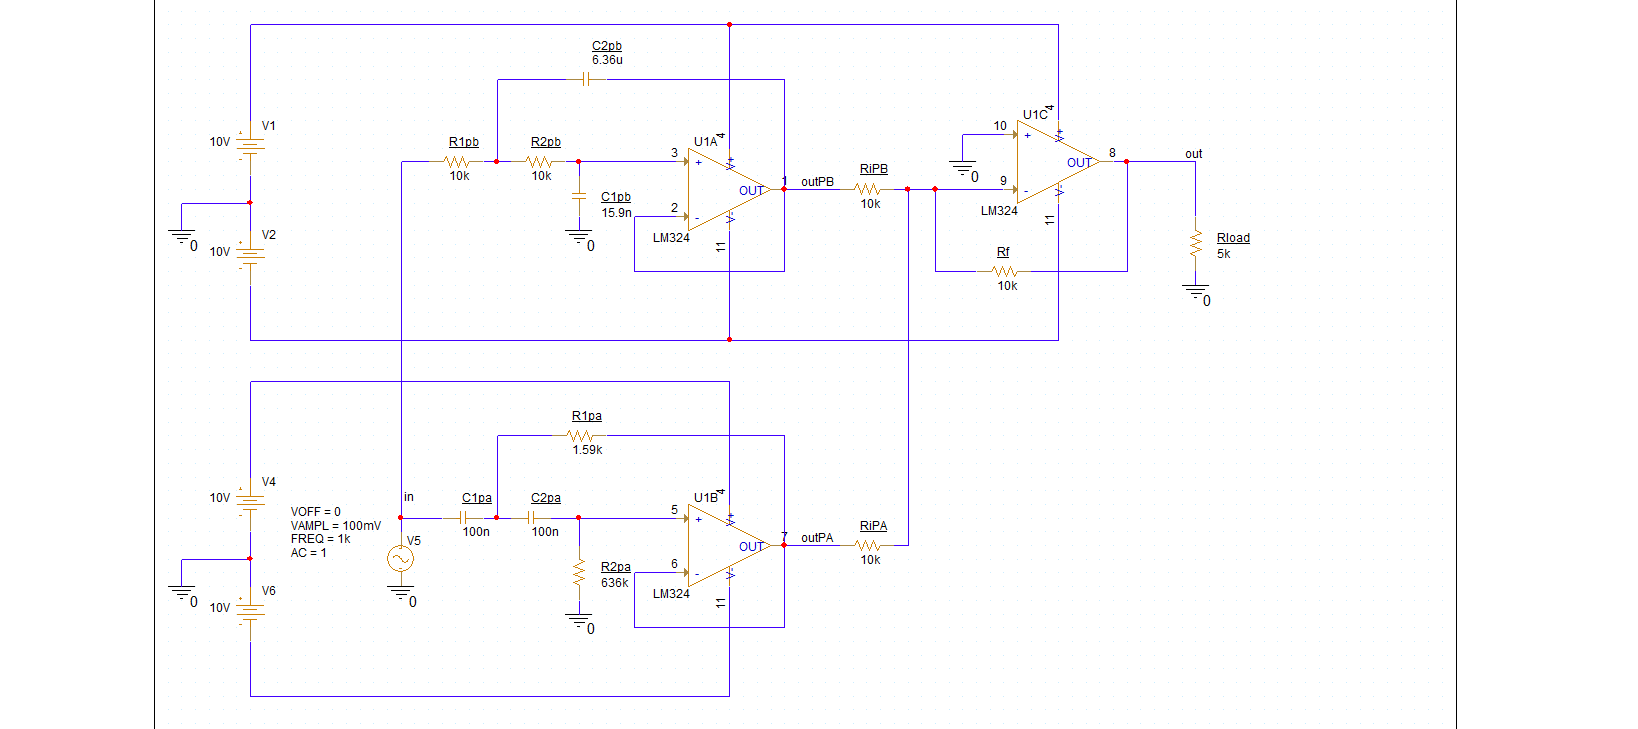 C2pb
6.36u
V1
10V
R1pb
10k
R2pb
10k
C1pb
15.9n
U1A
3
2
4
11
+
-
V+
V-
OUT
1
LM324
outPB
RiPB
10k
U1C
10
9
4
11
+
-
V+
V-
OUT
8
LM324
0
out
Rf
10k
Rload
5k
0
V2
10V
0
0
R1pa
1.59k
V4
10V
VOFF = 0
VAMPL = 100mV
FREQ = 1k
AC = 1
in
V5
0
C1pa
100n
C2pa
100n
R2pa
636k
0
U1B
5
6
4
11
+
-
V+
V-
OUT
7
LM324
outPA
RiPA
10k
V6
10V
0